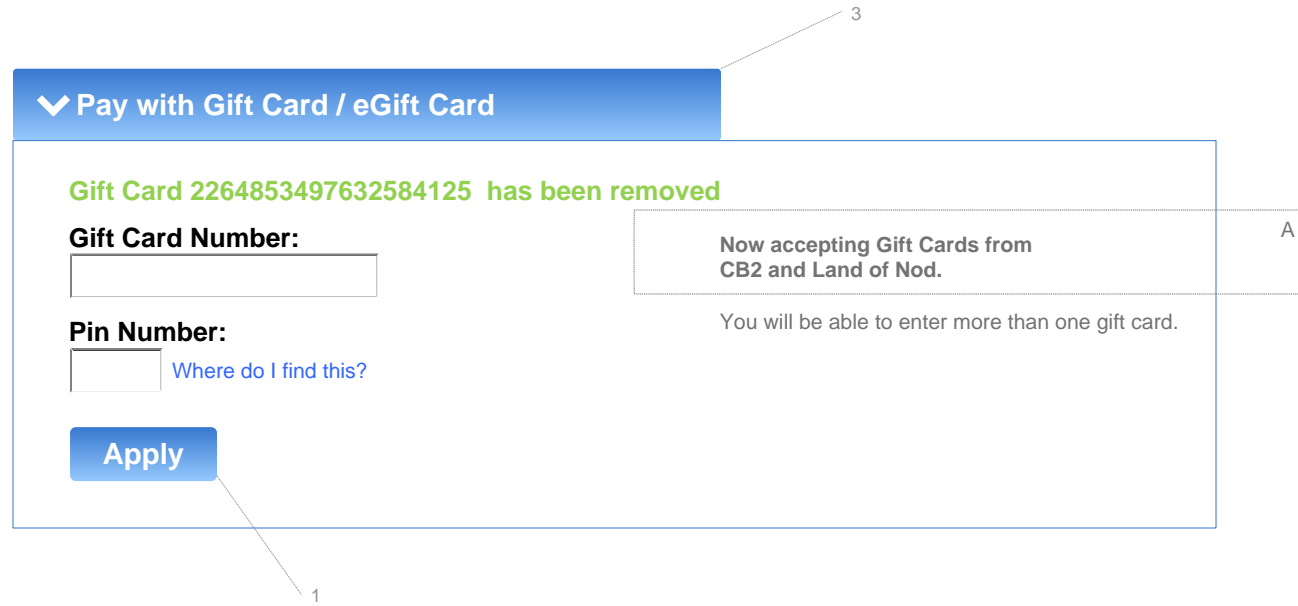 3
Pay with Gift Card / eGift Card
Gift Card 2264853497632584125 has been removed
Gift Card Number:
Now accepting Gift Cards from
CB2 and Land of Nod.
A
You will be able to enter more than one gift card.
Pin Number:
Where do I find this?
Apply
1